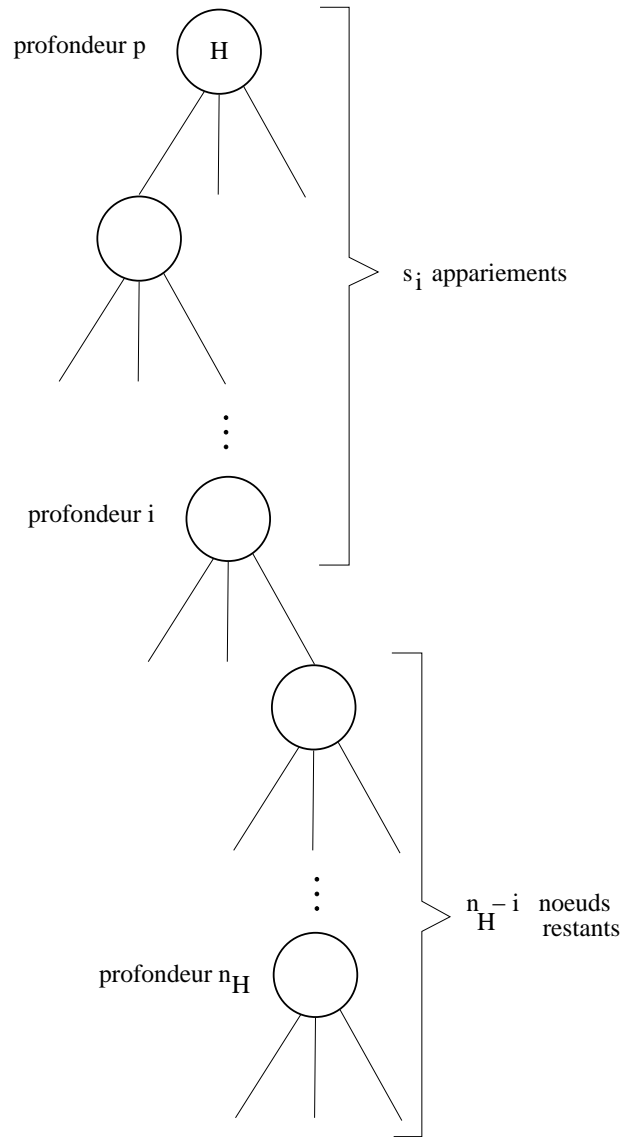 profondeur p
H
s_i appariements
profondeur i
n_H – i noeuds
restants
profondeur n_H